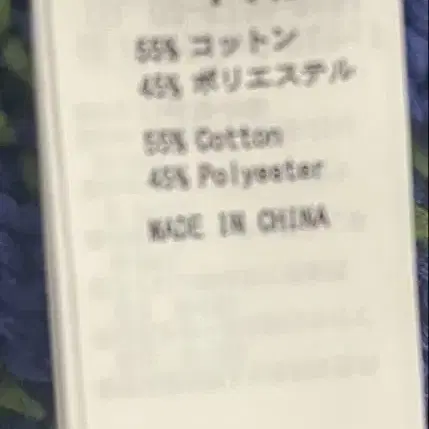 55% コットン
45% ポリエステル
55% Cotton
45% Polyester
MADE IN CHINA